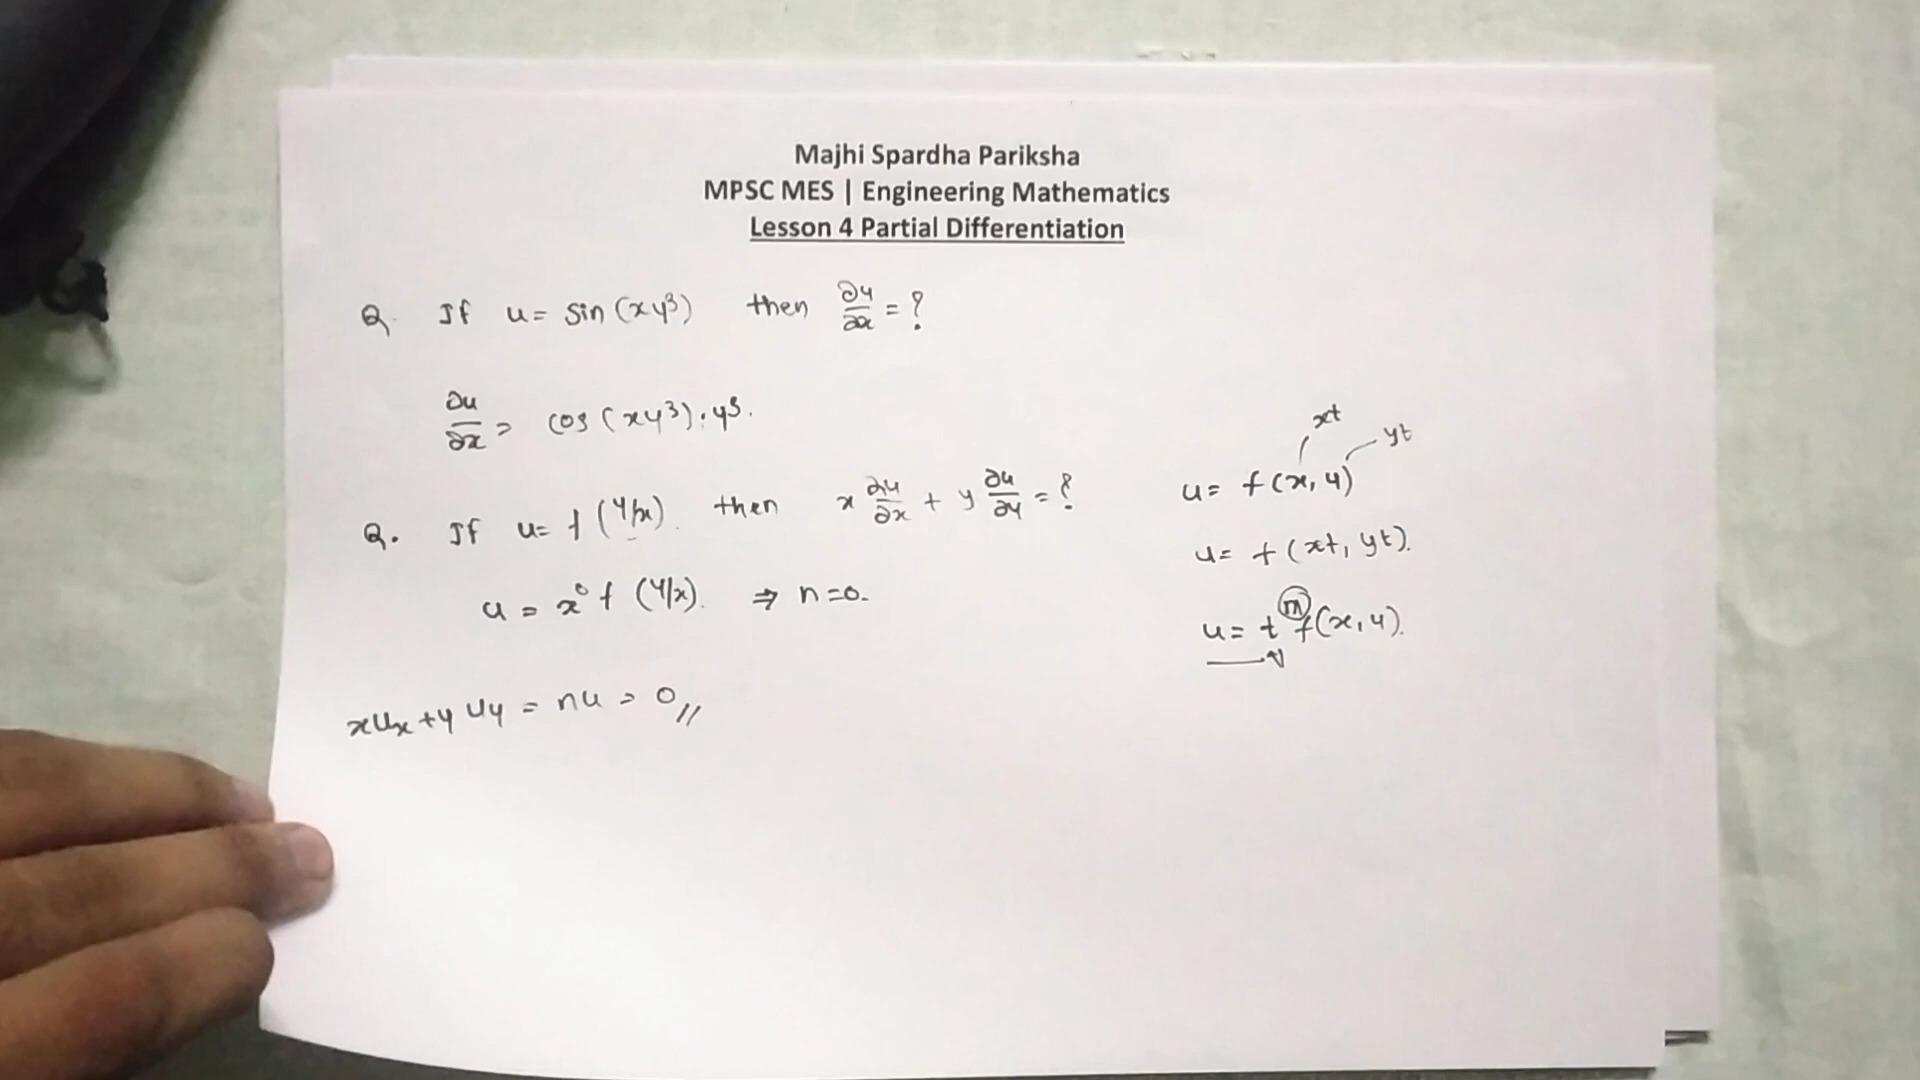 Majhi Spardha Pariksha
MPSC MES | Engineering Mathematics
Lesson 4 Partial Differentiation
Q. If u = sin (xy³) then ∂u/∂x = ?
∂u/∂x = cos (xy³) . y³.
Q. If u = f (y/x). then x ∂u/∂x + y ∂u/∂y = ?
u = x⁰ f (y/x). ⇒ n=0.
xux + y uy = nu = 0 //
xt
yt
u = f (x, y)
u = f (xt, yt).
u = tⁿ f(x, y).